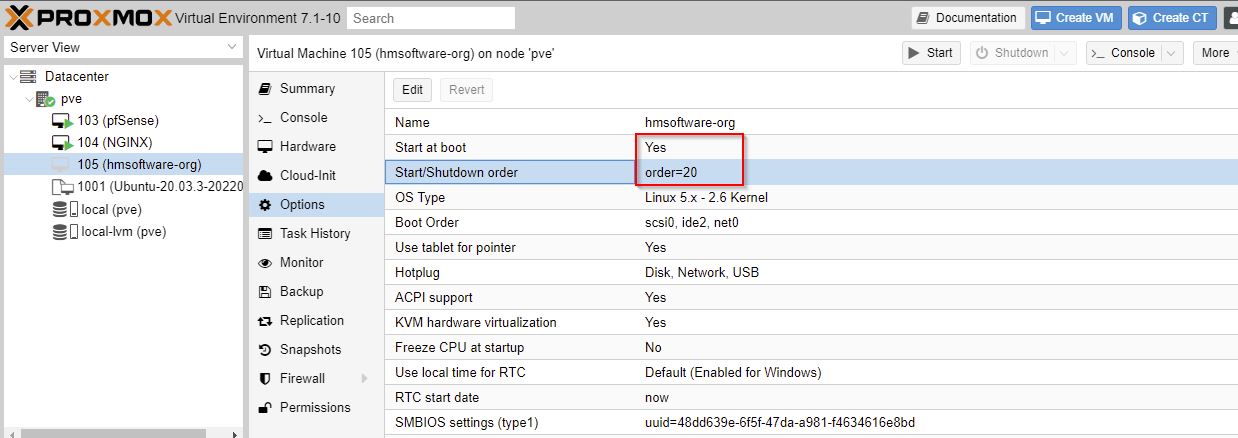 PROXMOX Virtual Environment 7.1-10 Search Documentation Create VM Create CT
Server View
Virtual Machine 105 (hmsoftware-org) on node 'pve' Start Shutdown >_ Console More
Datacenter
pve
103 (pfSense)
104 (NGINX)
105 (hmsoftware-org)
1001 (Ubuntu-20.03.3-20220
local (pve)
local-lvm (pve)
Summary
>_ Console
Hardware
Cloud-Init
Options
Task History
Monitor
Backup
Replication
Snapshots
Firewall
Permissions
Edit Revert
Name hmsoftware-org
Start at boot Yes
Start/Shutdown order order=20
OS Type Linux 5.x - 2.6 Kernel
Boot Order scsi0, ide2, net0
Use tablet for pointer Yes
Hotplug Disk, Network, USB
ACPI support Yes
KVM hardware virtualization Yes
Freeze CPU at startup No
Use local time for RTC Default (Enabled for Windows)
RTC start date now
SMBIOS settings (type1) uuid=48dd639e-6f5f-47da-a981-f4634616e8bd